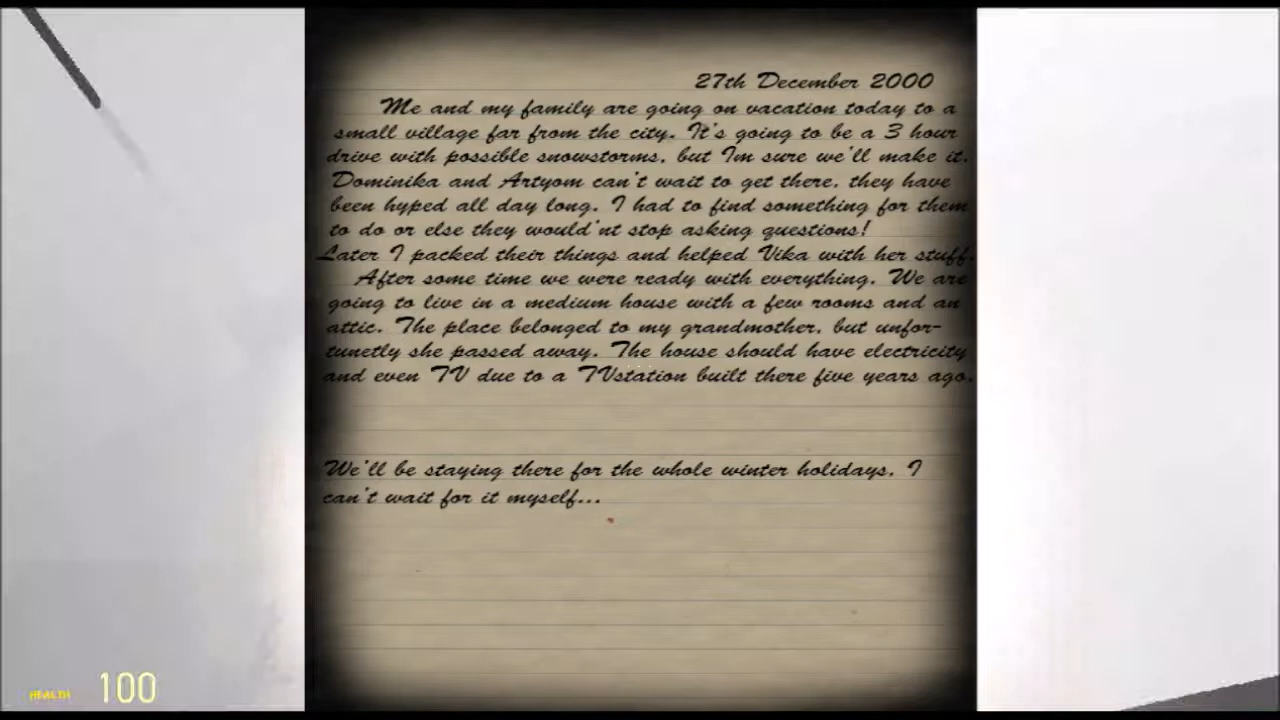 27th December 2000
Me and my family are going on vacation today to a
small village far from the city. It's going to be a 3 hour
drive with possible snowstorms, but Im sure we'll make it.
Dominika and Artyom can't wait to get there, they have
been hyped all day long. I had to find something for them
to do or else they would'nt stop asking questions!
Later I packed their things and helped Vika with her stuff.
After some time we were ready with everything. We are
going to live in a medium house with a few rooms and an
attic. The place belonged to my grandmother, but unfor-
tunetly she passed away. The house should have electricity
and even TV due to a TVstation built there five years ago.
We'll be staying there for the whole winter holidays, I
can't wait for it myself...
HEALTH 100